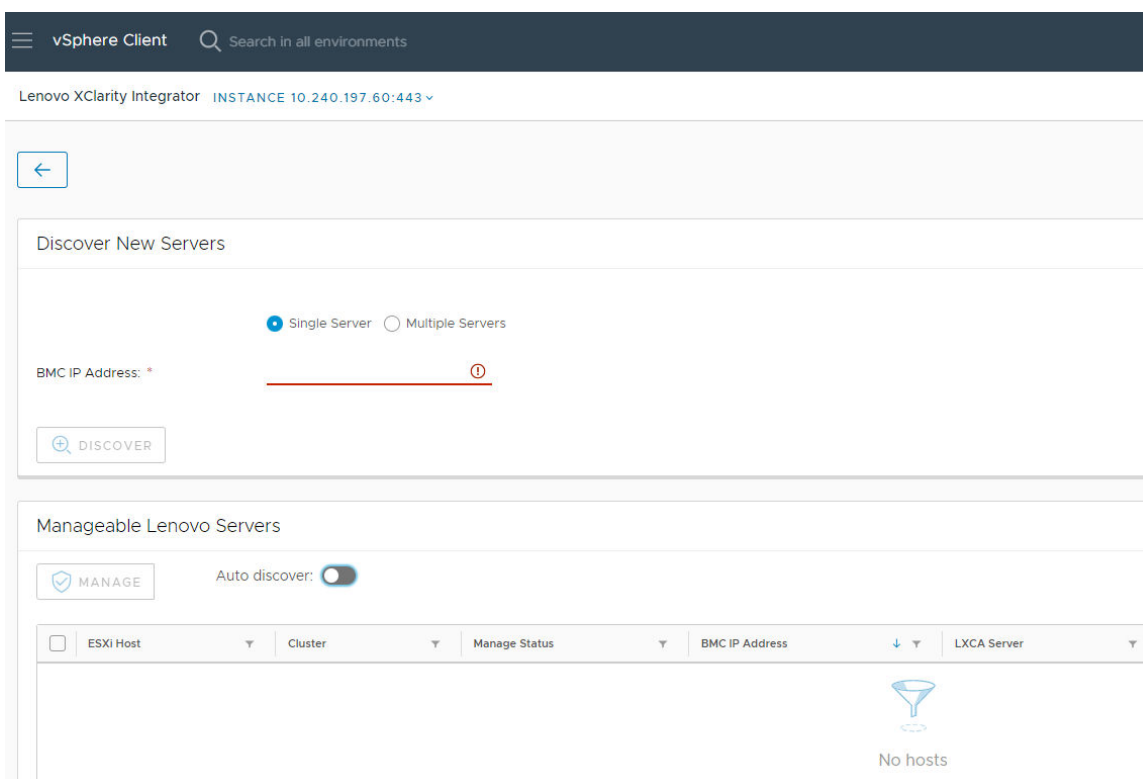 vSphere Client Search in all environments
Lenovo XClarity Integrator INSTANCE 10.240.197.60:443
Discover New Servers
Single Server Multiple Servers
BMC IP Address: *
DISCOVER
Manageable Lenovo Servers
MANAGE Auto discover:
ESXi Host Cluster Manage Status BMC IP Address LXCA Server
No hosts